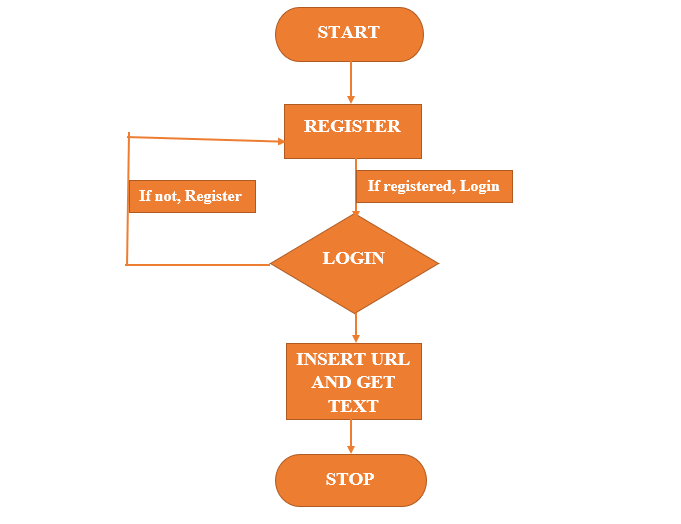 START
REGISTER
If registered, Login
If not, Register
LOGIN
INSERT URL
AND GET
TEXT
STOP